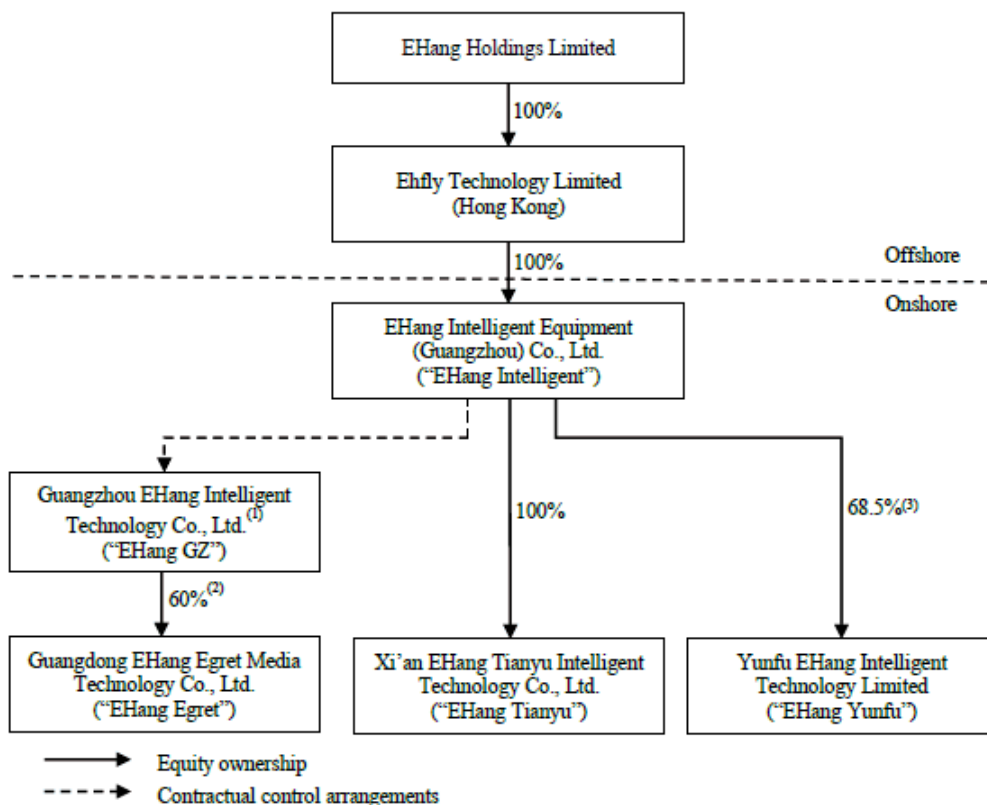 EHang Holdings Limited
100%
Ehfly Technology Limited
(Hong Kong)
100%
Offshore
Onshore
EHang Intelligent Equipment
(Guangzhou) Co., Ltd.
(“EHang Intelligent”)
Guangzhou EHang Intelligent
Technology Co., Ltd.(1)
(“EHang GZ”)
100%
68.5%(3)
60%(2)
Guangdong EHang Egret Media
Technology Co., Ltd.
(“EHang Egret”)
Xi’an EHang Tianyu Intelligent
Technology Co., Ltd.
(“EHang Tianyu”)
Yunfu EHang Intelligent
Technology Limited
(“EHang Yunfu”)
Equity ownership
Contractual control arrangements